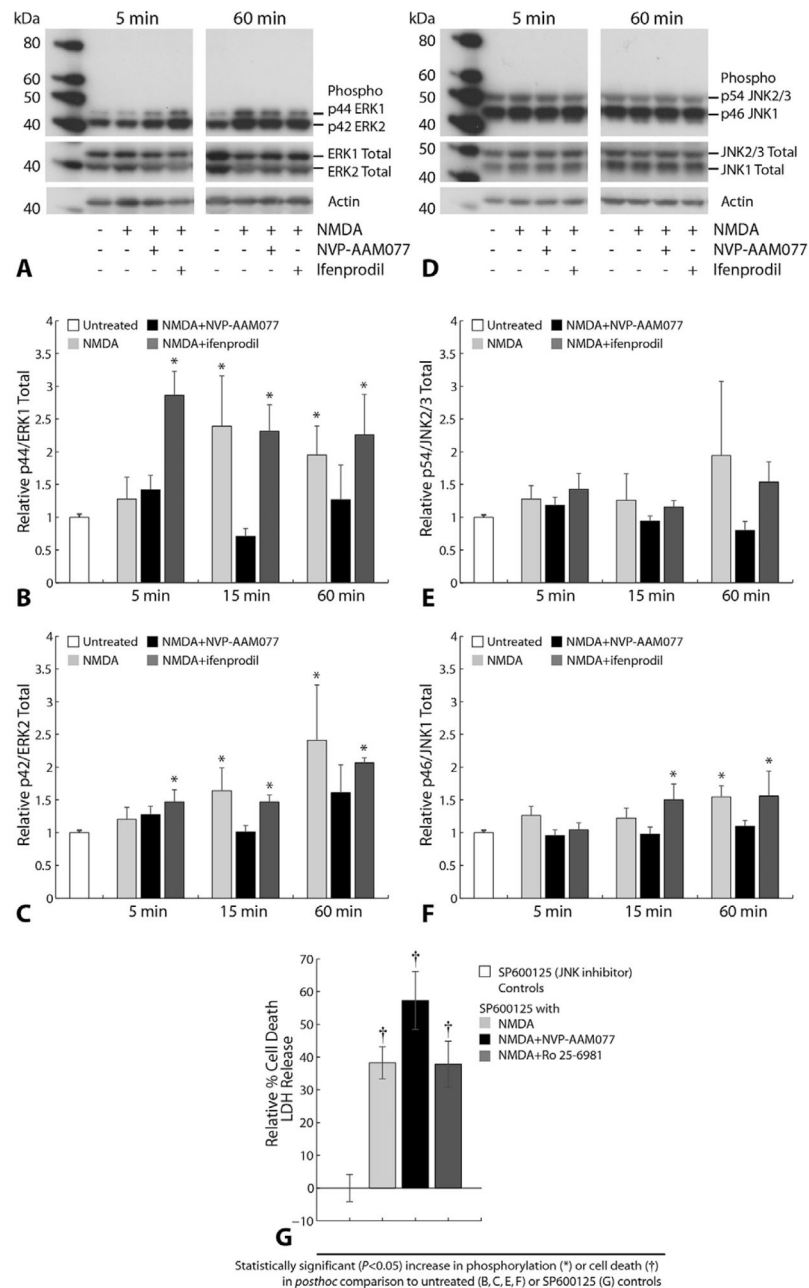 kDa 5 min 60 min
80
60
50
40
Phospho
p44 ERK1
p42 ERK2
40
ERK1 Total
ERK2 Total
40
Actin
- + + + - + + + NMDA
- - + - - - + - NVP-AAM077
- - - + - - - + Ifenprodil
A
kDa 5 min 60 min
80
60
50
40
Phospho
p54 JNK2/3
p46 JNK1
50
40
JNK2/3 Total
JNK1 Total
40
Actin
- + + + - + + + NMDA
- - + - - - + - NVP-AAM077
- - - + - - - + Ifenprodil
D
Relative p44/ERK1 Total
4
3.5
3
2.5
2
1.5
1
0.5
0
Untreated NMDA+NVP-AAM077
NMDA NMDA+ifenprodil
* * * * *
5 min 15 min 60 min
B
Relative p54/JNK2/3 Total
4
3.5
3
2.5
2
1.5
1
0.5
0
Untreated NMDA+NVP-AAM077
NMDA NMDA+ifenprodil
5 min 15 min 60 min
E
Relative p42/ERK2 Total
4
3.5
3
2.5
2
1.5
1
0.5
0
Untreated NMDA+NVP-AAM077
NMDA NMDA+ifenprodil
* * * * *
5 min 15 min 60 min
C
Relative p46/JNK1 Total
4
3.5
3
2.5
2
1.5
1
0.5
0
Untreated NMDA+NVP-AAM077
NMDA NMDA+ifenprodil
* * *
5 min 15 min 60 min
F
Relative % Cell Death
LDH Release
70
60
50
40
30
20
10
0
−10
† † †
SP600125 (JNK inhibitor)
Controls
SP600125 with
NMDA
NMDA+NVP-AAM077
NMDA+Ro 25-6981
G
Statistically significant (P<0.05) increase in phosphorylation (*) or cell death (†)
in posthoc comparison to untreated (B, C, E, F) or SP600125 (G) controls